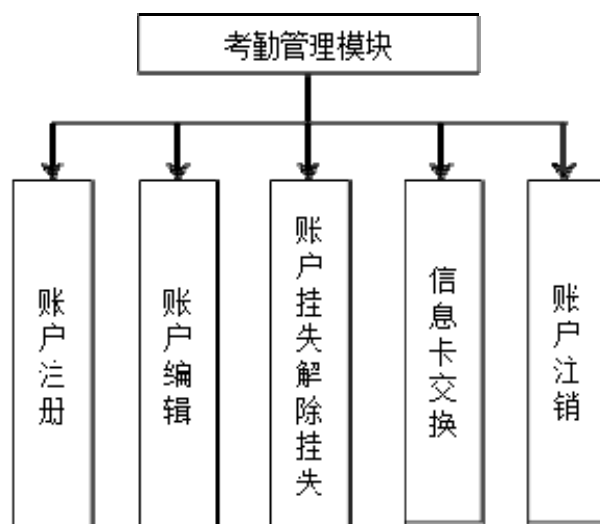 考勤管理模块
账户注册
账户编辑
账户挂失解除挂失
信息卡交换
账户注销